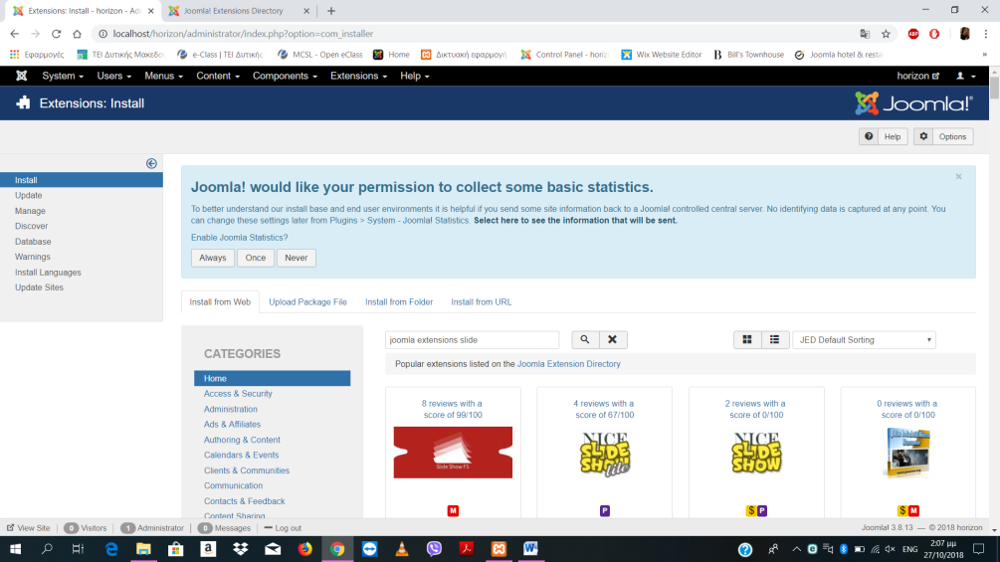 Extensions: Install - horizon - Adm
Joomla! Extensions Directory
localhost/horizon/administrator/index.php?option=com_installer
Εφαρμογές
ΤΕΙ Δυτικής Μακεδον
e-Class | ΤΕΙ Δυτικής
MCSL - Open eClass
Home
Δικτυακή εφαρμογή
Control Panel - horiz
Wix Website Editor
Bill's Townhouse
Joomla hotel & resta
»
System
Users
Menus
Content
Components
Extensions
Help
horizon
Extensions: Install
Joomla!
Help
Options
Install
Update
Manage
Discover
Database
Warnings
Install Languages
Update Sites
Joomla! would like your permission to collect some basic statistics.
To better understand our install base and end user environments it is helpful if you send some site information back to a Joomla! controlled central server. No identifying data is captured at any point. You
can change these settings later from Plugins > System - Joomla! Statistics. Select here to see the information that will be sent.
Enable Joomla Statistics?
Always
Once
Never
Install from Web
Upload Package File
Install from Folder
Install from URL
CATEGORIES
Home
Access & Security
Administration
Ads & Affiliates
Authoring & Content
Calendars & Events
Clients & Communities
Communication
Contacts & Feedback
Content Sharing
joomla extensions slide
JED Default Sorting
Popular extensions listed on the Joomla Extension Directory
8 reviews with a
score of 99/100
Slide Show FS
M
4 reviews with a
score of 67/100
NICE
SLIDE
SHOW
lite
P
2 reviews with a
score of 0/100
NICE
SLIDE
SHOW
$ P
0 reviews with a
score of 0/100
$ M
View Site
0 Visitors
1 Administrator
0 Messages
Log out
Joomla! 3.8.13 — © 2018 horizon
ENG
2:07 μμ
27/10/2018